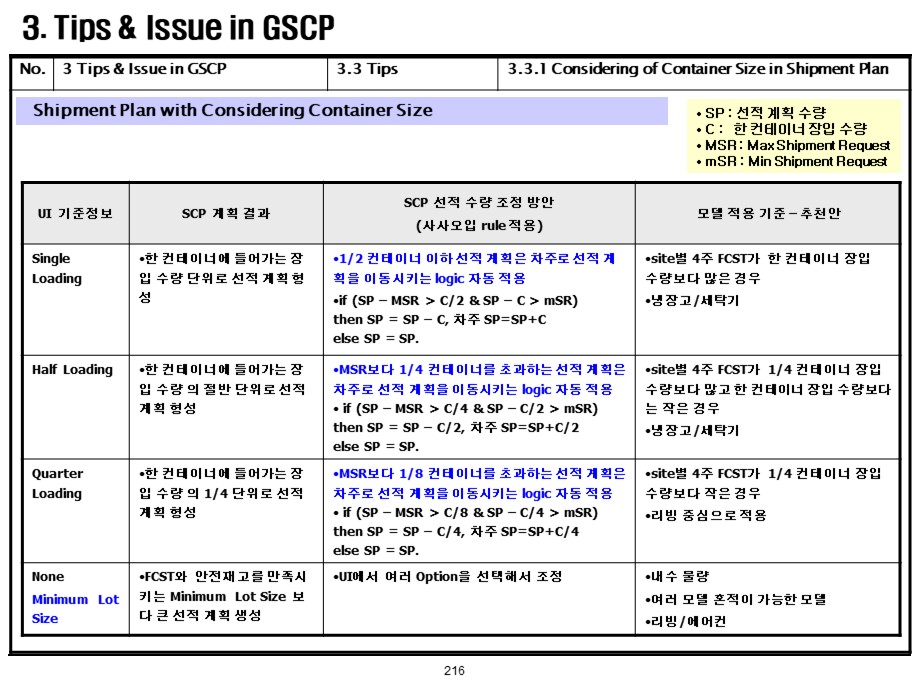 3. Tips & Issue in GSCP
No. 3 Tips & Issue in GSCP 3.3 Tips 3.3.1 Considering of Container Size in Shipment Plan
Shipment Plan with Considering Container Size
• SP : 선적 계획 수량
• C : 한 컨테이너 장입 수량
• MSR : Max Shipment Request
• mSR : Min Shipment Request
UI 기준정보
SCP 계획 결과
SCP 선적 수량 조정 방안
(사사오입 rule 적용)
모델 적용 기준 – 추천안
Single
Loading
•한 컨테이너에 들어가는 장
입 수량 단위로 선적 계획 형
성
•1/2 컨테이너 이하 선적 계획은 차주로 선적 계
획을 이동시키는 logic 자동 적용
•if (SP – MSR > C/2 & SP – C > mSR)
then SP = SP – C, 차주 SP=SP+C
else SP = SP.
•site별 4주 FCST가 한 컨테이너 장입
수량보다 많은 경우
•냉장고/세탁기
Half Loading
•한 컨테이너에 들어가는 장
입 수량 의 절반 단위로 선적
계획 형성
•MSR보다 1/4 컨테이너를 초과하는 선적 계획은
차주로 선적 계획을 이동시키는 logic 자동 적용
• if (SP – MSR > C/4 & SP – C/2 > mSR)
then SP = SP – C/2, 차주 SP=SP+C/2
else SP = SP.
•site별 4주 FCST가 1/4 컨테이너 장입
수량보다 많고 한 컨테이너 장입 수량보다
는 작은 경우
•냉장고/세탁기
Quarter
Loading
•한 컨테이너에 들어가는 장
입 수량 의 1/4 단위로 선적
계획 형성
•MSR보다 1/8 컨테이너를 초과하는 선적 계획은
차주로 선적 계획을 이동시키는 logic 자동 적용
• if (SP – MSR > C/8 & SP – C/4 > mSR)
then SP = SP – C/4, 차주 SP=SP+C/4
else SP = SP.
•site별 4주 FCST가 1/4 컨테이너 장입
수량보다 작은 경우
•리빙 중심으로 적용
None
Minimum Lot
Size
•FCST와 안전재고를 만족시
키는 Minimum Lot Size 보
다 큰 선적 계획 생성
•UI에서 여러 Option을 선택해서 조정
•내수 물량
•여러 모델 혼적이 가능한 모델
•리빙/에어컨
216